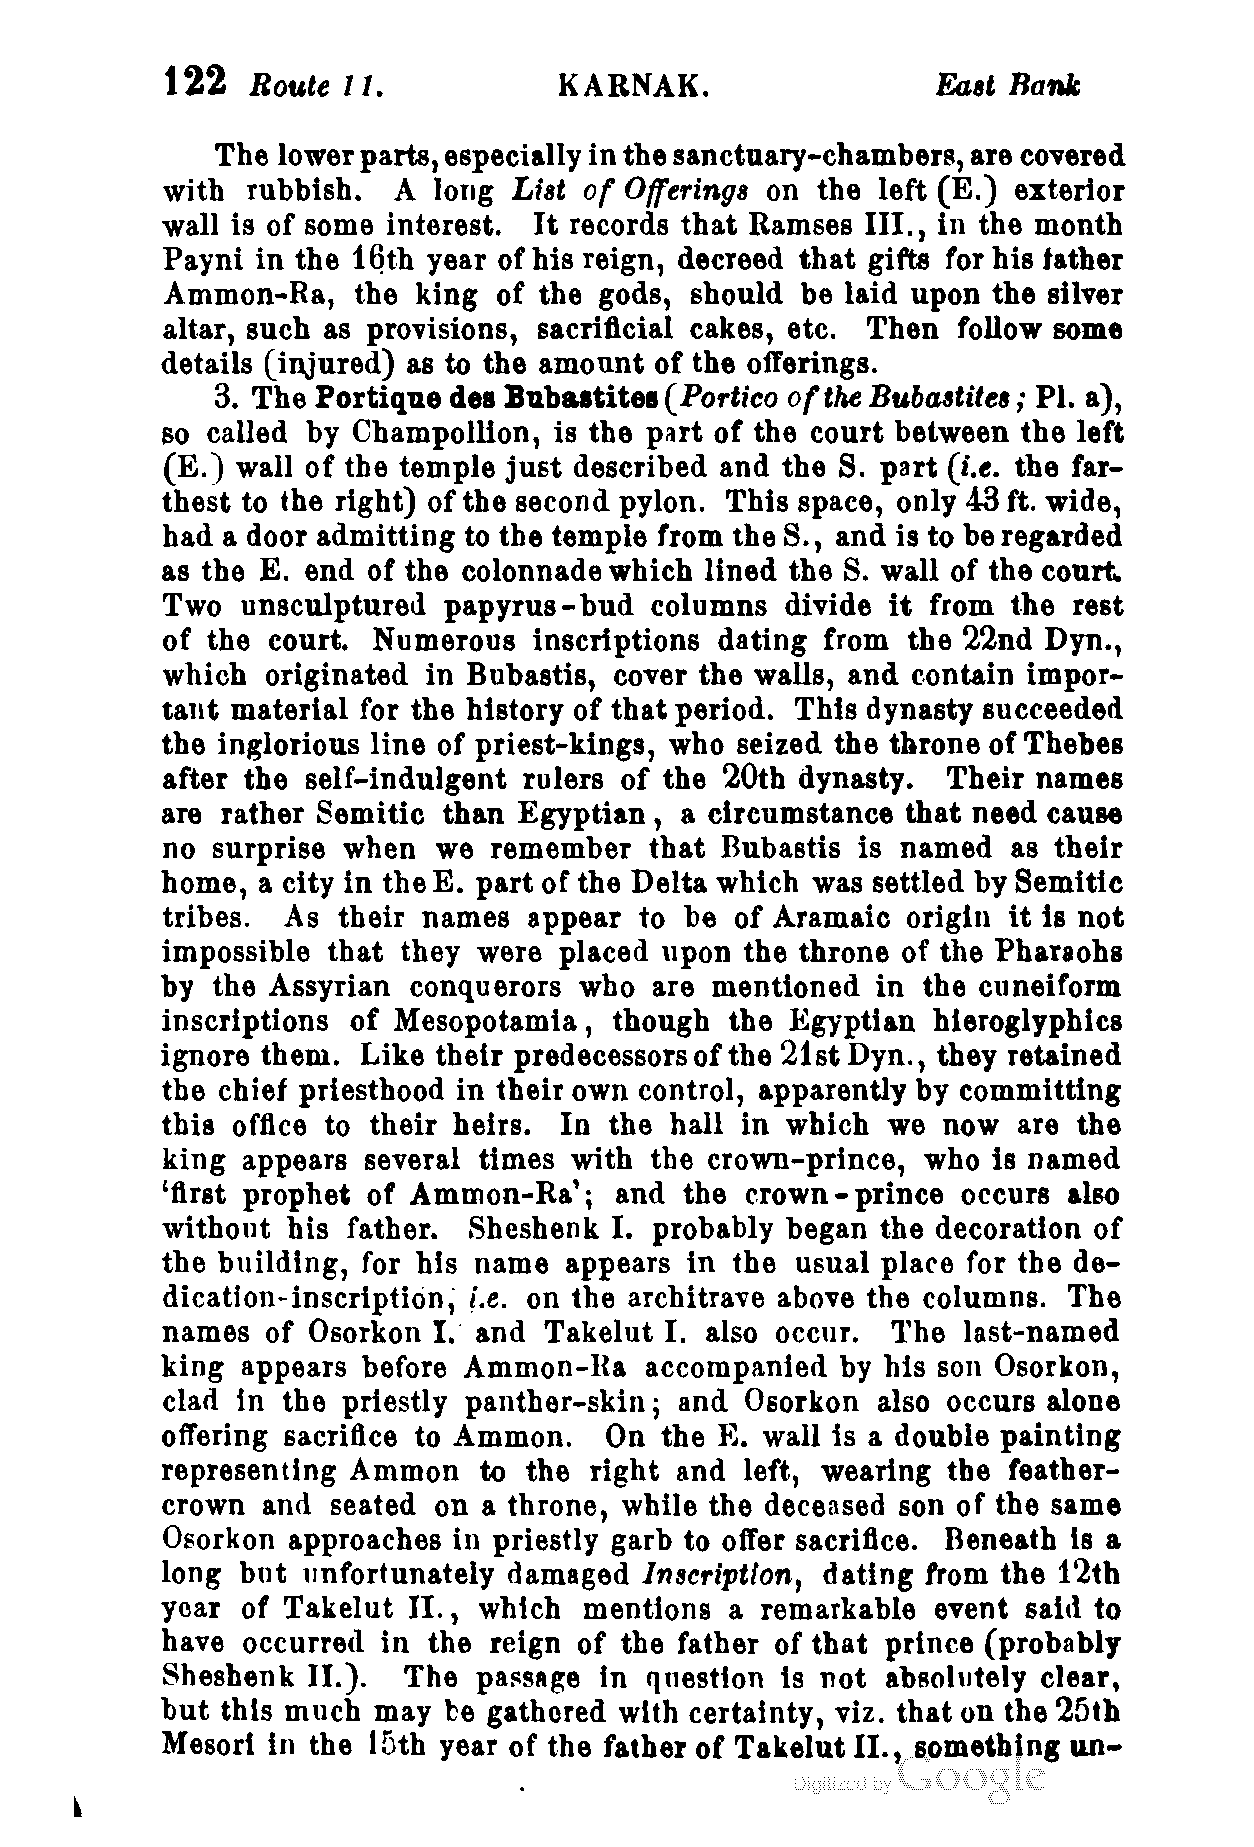 122 Route 11. KARNAK. East Bank
The lower parts, especially in the sanctuary-chambers, are covered
with rubbish. A long List of Offerings on the left (E.) exterior
wall is of some interest. It records that Ramses III., in the month
Payni in the 16th year of his reign, decreed that gifts for his father
Ammon-Ra, the king of the gods, should be laid upon the silver
altar, such as provisions, sacrificial cakes, etc. Then follow some
details (injured) as to the amount of the offerings.
3. The Portique des Bubastites (Portico of the Bubastites; Pl. a),
so called by Champollion, is the part of the court between the left
(E.) wall of the temple just described and the S. part (i.e. the far-
thest to the right) of the second pylon. This space, only 43 ft. wide,
had a door admitting to the temple from the S., and is to be regarded
as the E. end of the colonnade which lined the S. wall of the court.
Two unsculptured papyrus-bud columns divide it from the rest
of the court. Numerous inscriptions dating from the 22nd Dyn.,
which originated in Bubastis, cover the walls, and contain impor-
tant material for the history of that period. This dynasty succeeded
the inglorious line of priest-kings, who seized the throne of Thebes
after the self-indulgent rulers of the 20th dynasty. Their names
are rather Semitic than Egyptian, a circumstance that need cause
no surprise when we remember that Bubastis is named as their
home, a city in the E. part of the Delta which was settled by Semitic
tribes. As their names appear to be of Aramaic origin it is not
impossible that they were placed upon the throne of the Pharaohs
by the Assyrian conquerors who are mentioned in the cuneiform
inscriptions of Mesopotamia, though the Egyptian hieroglyphics
ignore them. Like their predecessors of the 21st Dyn., they retained
the chief priesthood in their own control, apparently by committing
this office to their heirs. In the hall in which we now are the
king appears several times with the crown-prince, who is named
'first prophet of Ammon-Ra'; and the crown-prince occurs also
without his father. Sheshenk I. probably began the decoration of
the building, for his name appears in the usual place for the de-
dication-inscription, i.e. on the architrave above the columns. The
names of Osorkon I. and Takelut I. also occur. The last-named
king appears before Ammon-Ra accompanied by his son Osorkon,
clad in the priestly panther-skin; and Osorkon also occurs alone
offering sacrifice to Ammon. On the E. wall is a double painting
representing Ammon to the right and left, wearing the feather-
crown and seated on a throne, while the deceased son of the same
Osorkon approaches in priestly garb to offer sacrifice. Beneath is a
long but unfortunately damaged Inscription, dating from the 12th
year of Takelut II., which mentions a remarkable event said to
have occurred in the reign of the father of that prince (probably
Sheshenk II.). The passage in question is not absolutely clear,
but this much may be gathered with certainty, viz. that on the 25th
Mesori in the 15th year of the father of Takelut II., something un-
Digitized by Google